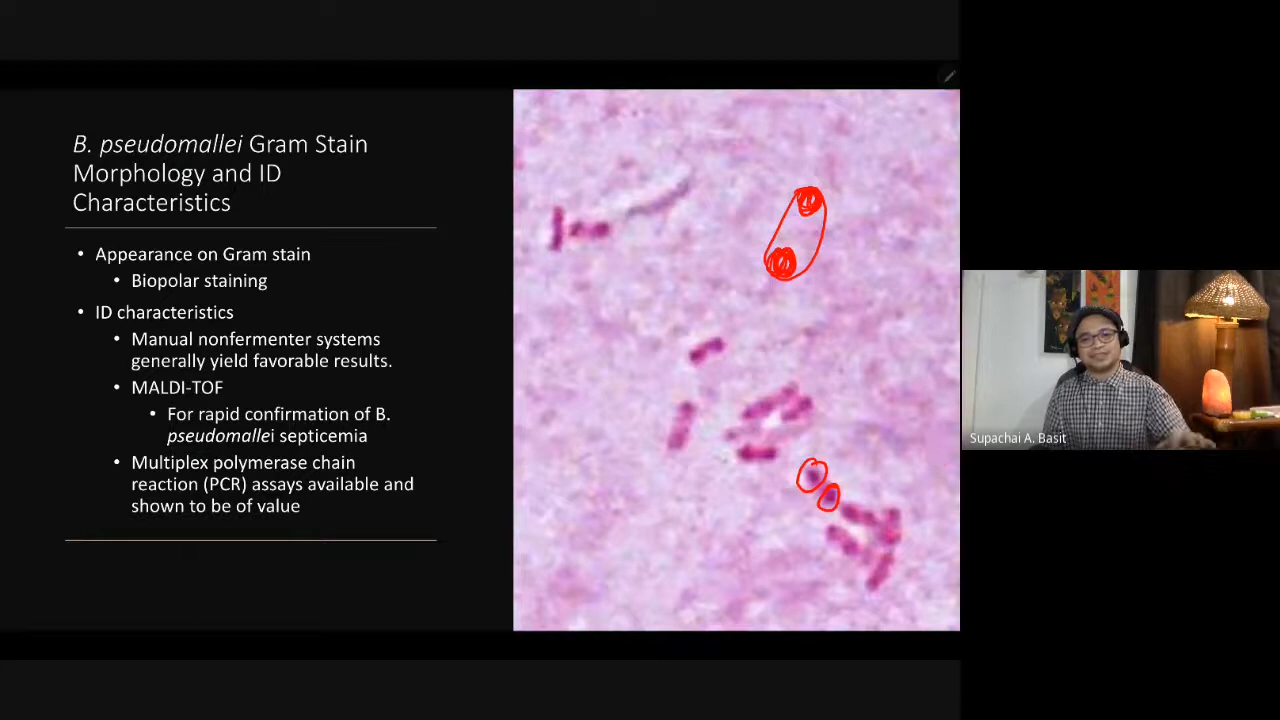 B. pseudomallei Gram Stain
Morphology and ID
Characteristics
• Appearance on Gram stain
• Biopolar staining
• ID characteristics
• Manual nonfermenter systems
generally yield favorable results.
• MALDI-TOF
• For rapid confirmation of B.
pseudomallei septicemia
• Multiplex polymerase chain
reaction (PCR) assays available and
shown to be of value
Supachai A. Basit